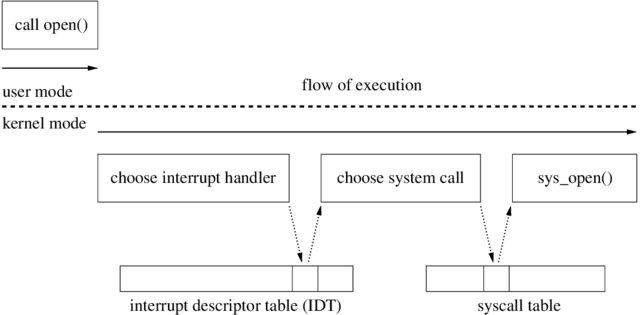 call open()
user mode
flow of execution
kernel mode
choose interrupt handler
choose system call
sys_open()
interrupt descriptor table (IDT)
syscall table